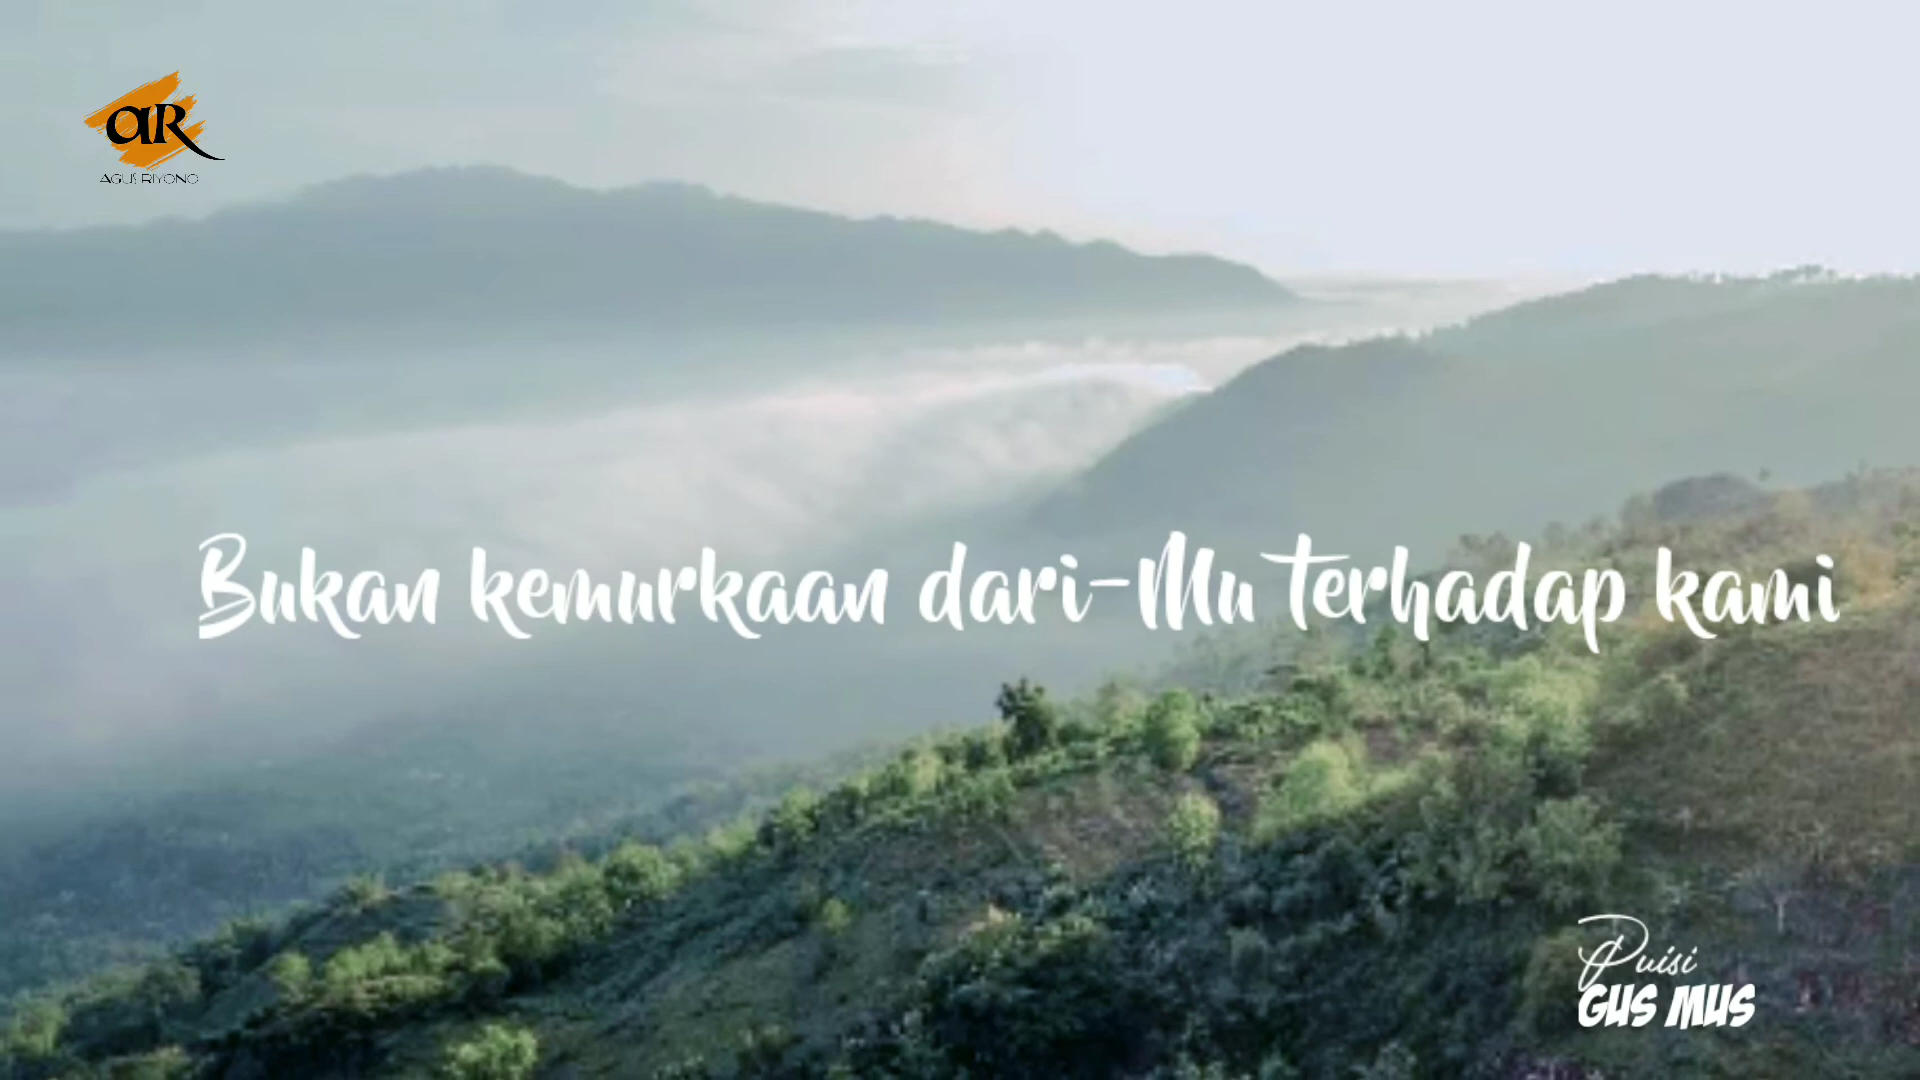 aR
AGUS RIYONO
Bukan kemurkaan dari-Mu terhadap kami
Puisi
GUS MUS